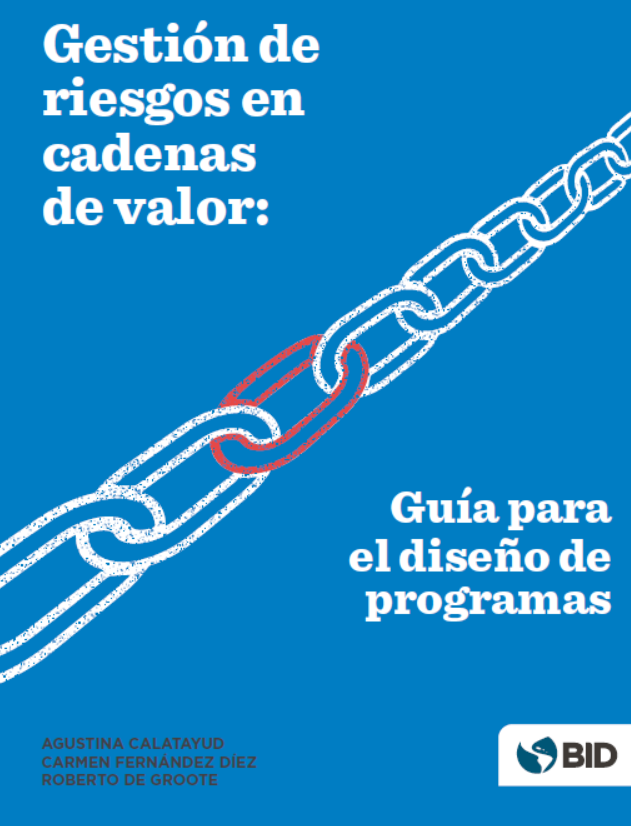 Gestión de
riesgos en
cadenas
de valor:
Guía para
el diseño de
programas
AGUSTINA CALATAYUD
CARMEN FERNÁNDEZ DÍEZ
ROBERTO DE GROOTE
BID